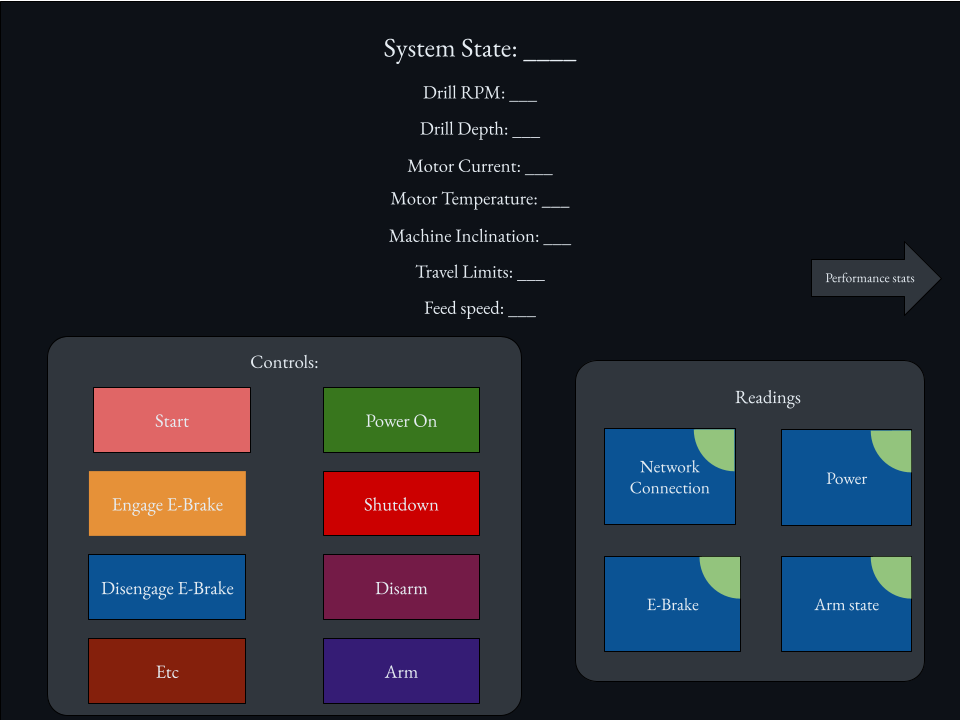 System State: ____
Drill RPM: ___
Drill Depth: ___
Motor Current: ___
Motor Temperature: ___
Machine Inclination: ___
Travel Limits: ___
Feed speed: ___
Performance stats
Controls:
Start
Power On
Engage E-Brake
Shutdown
Disengage E-Brake
Disarm
Etc
Arm
Readings
Network
Connection
Power
E-Brake
Arm state